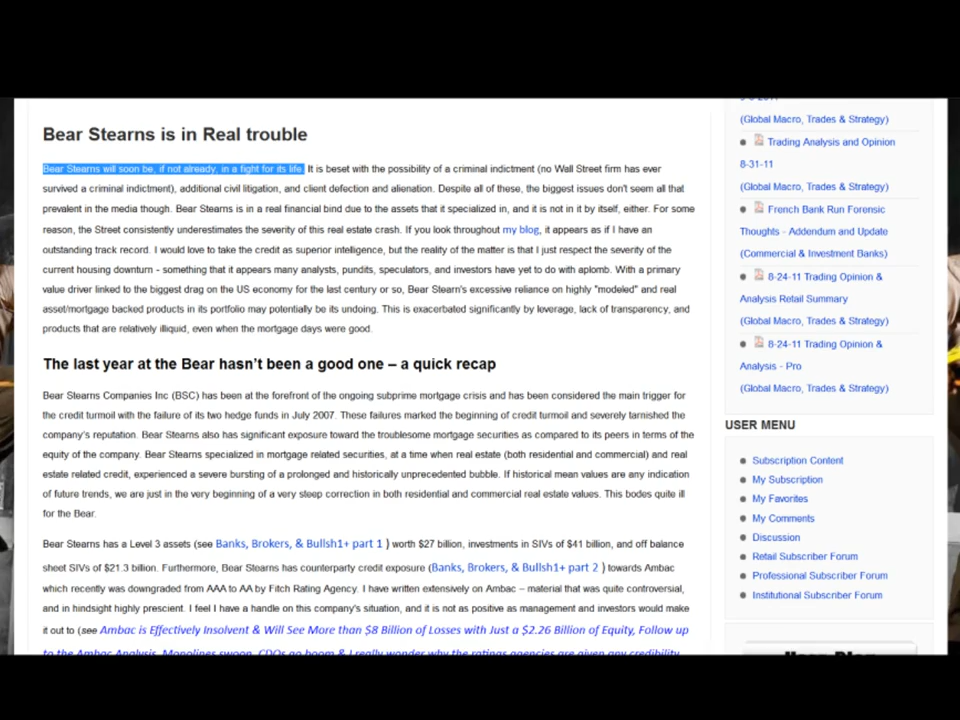 Bear Stearns is in Real trouble
Bear Stearns will soon be, if not already, in a fight for its life. It is beset with the possibility of a criminal indictment (no Wall Street firm has ever
survived a criminal indictment), additional civil litigation, and client defection and alienation. Despite all of these, the biggest issues don't seem all that
prevalent in the media though. Bear Stearns is in a real financial bind due to the assets that it specialized in, and it is not in it by itself, either. For some
reason, the Street consistently underestimates the severity of this real estate crash. If you look throughout my blog, it appears as if I have an
outstanding track record. I would love to take the credit as superior intelligence, but the reality of the matter is that I just respect the severity of the
current housing downturn - something that it appears many analysts, pundits, speculators, and investors have yet to do with aplomb. With a primary
value driver linked to the biggest drag on the US economy for the last century or so, Bear Stearn's excessive reliance on highly "modeled" and real
asset/mortgage backed products in its portfolio may potentially be its undoing. This is exacerbated significantly by leverage, lack of transparency, and
products that are relatively illiquid, even when the mortgage days were good.
The last year at the Bear hasn't been a good one – a quick recap
Bear Stearns Companies Inc (BSC) has been at the forefront of the ongoing subprime mortgage crisis and has been considered the main trigger for
the credit turmoil with the failure of its two hedge funds in July 2007. These failures marked the beginning of credit turmoil and severely tarnished the
company's reputation. Bear Stearns also has significant exposure toward the troublesome mortgage securities as compared to its peers in terms of the
equity of the company. Bear Stearns specialized in mortgage related securities, at a time when real estate (both residential and commercial) and real
estate related credit, experienced a severe bursting of a prolonged and historically unprecedented bubble. If historical mean values are any indication
of future trends, we are just in the very beginning of a very steep correction in both residential and commercial real estate values. This bodes quite ill
for the Bear.
Bear Stearns has a Level 3 assets (see Banks, Brokers, & Bullsh1+ part 1 ) worth $27 billion, investments in SIVs of $41 billion, and off balance
sheet SIVs of $21.3 billion. Furthermore, Bear Stearns has counterparty credit exposure (Banks, Brokers, & Bullsh1+ part 2 ) towards Ambac
which recently was downgraded from AAA to AA by Fitch Rating Agency. I have written extensively on Ambac – material that was quite controversial,
and in hindsight highly prescient. I feel I have a handle on this company's situation, and it is not as positive as management and investors would make
it out to (see Ambac is Effectively Insolvent & Will See More than $8 Billion of Losses with Just a $2.26 Billion of Equity, Follow up
to the Ambac Analysis, Monolines swoon, CDOs go boom & I really wonder why the ratings agencies are given any credibility
(Global Macro, Trades & Strategy)
Trading Analysis and Opinion
8-31-11
(Global Macro, Trades & Strategy)
French Bank Run Forensic
Thoughts - Addendum and Update
(Commercial & Investment Banks)
8-24-11 Trading Opinion &
Analysis Retail Summary
(Global Macro, Trades & Strategy)
8-24-11 Trading Opinion &
Analysis - Pro
(Global Macro, Trades & Strategy)
USER MENU
Subscription Content
My Subscription
My Favorites
My Comments
Discussion
Retail Subscriber Forum
Professional Subscriber Forum
Institutional Subscriber Forum